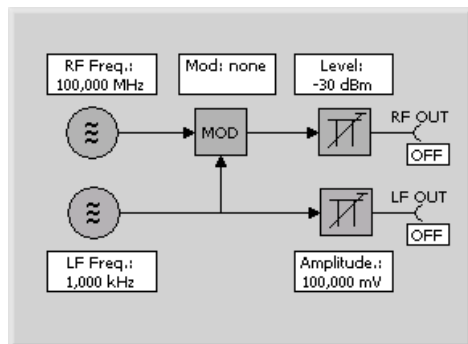 RF Freq.:
100,000 MHz
Mod: none
Level:
-30 dBm
MOD
RF OUT
OFF
LF OUT
OFF
LF Freq.:
1,000 kHz
Amplitude.:
100,000 mV